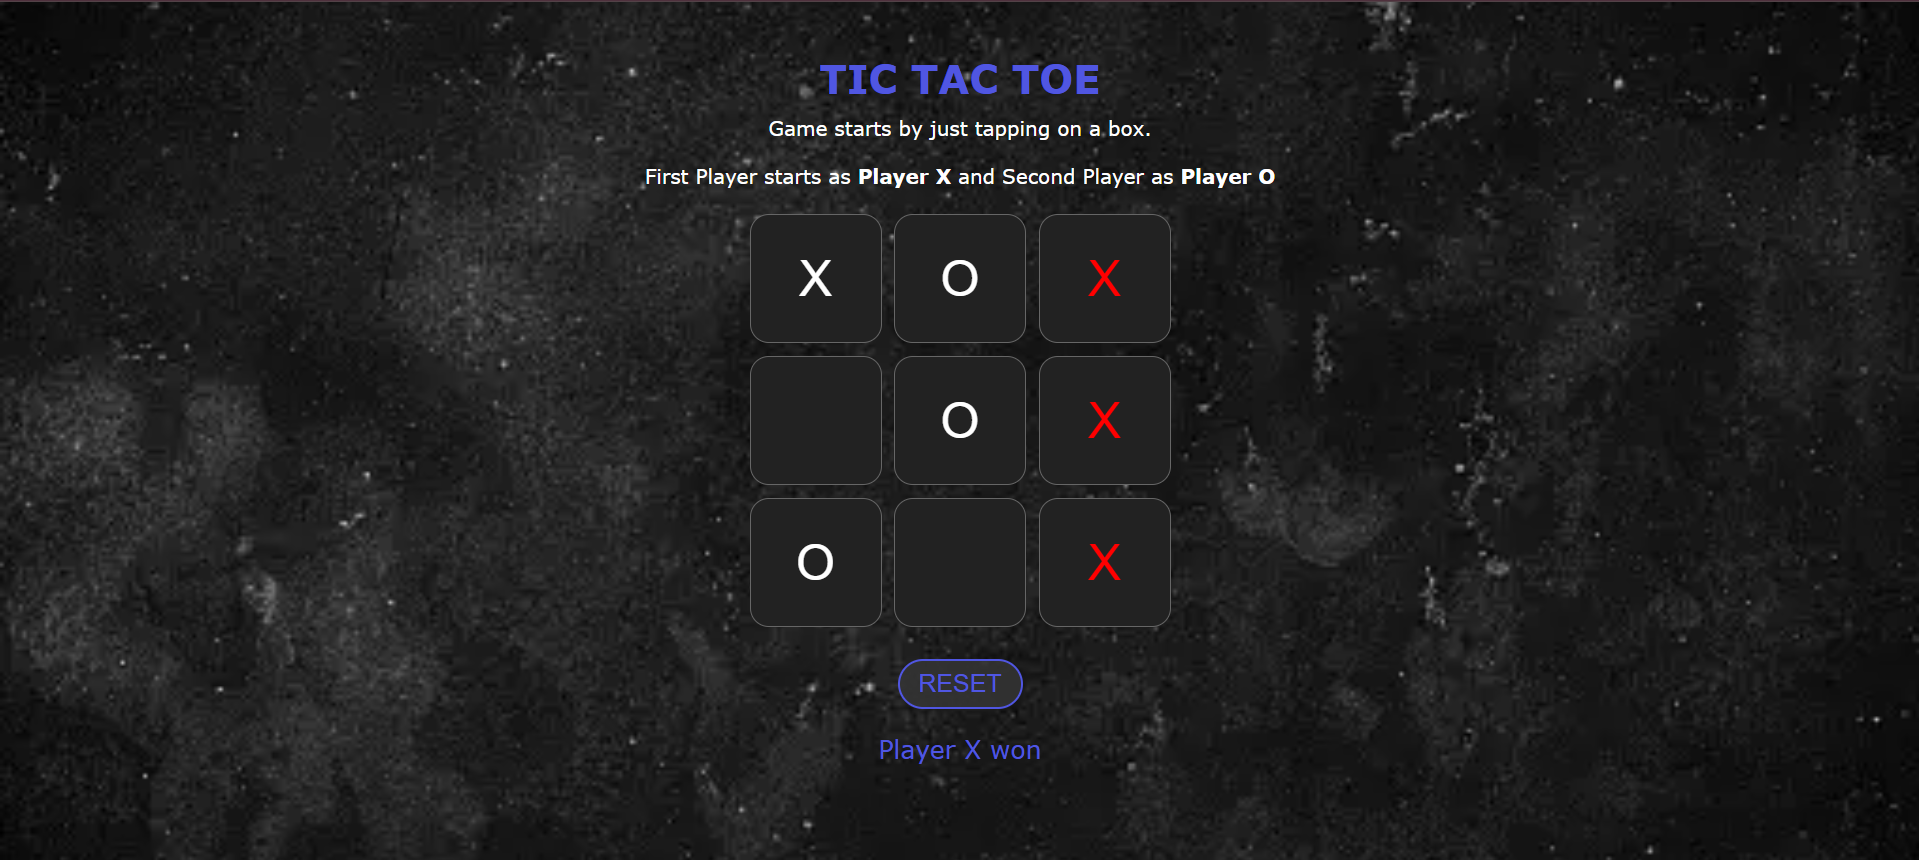 TIC TAC TOE
Game starts by just tapping on a box.
First Player starts as Player X and Second Player as Player O
X O X
O X
O X
RESET
Player X won